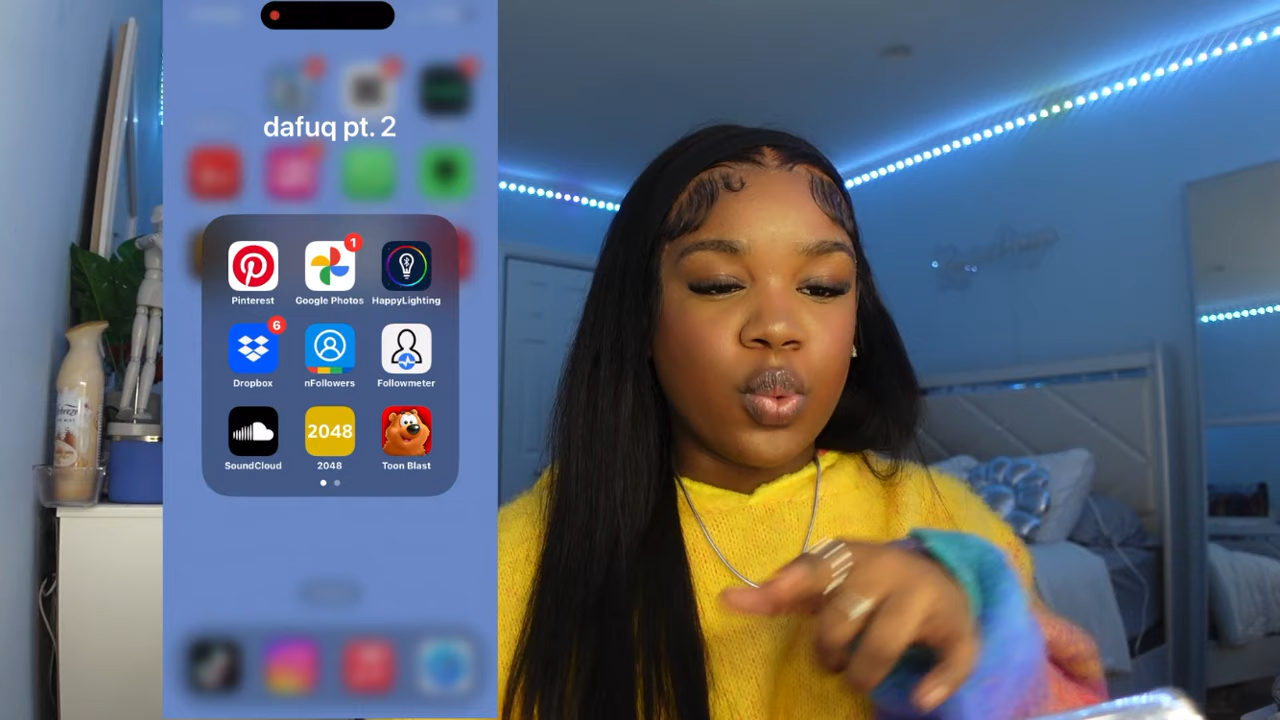 dafuq pt. 2
1
Pinterest
Google Photos
HappyLighting
6
Dropbox
nFollowers
Followmeter
2048
SoundCloud
2048
Toon Blast